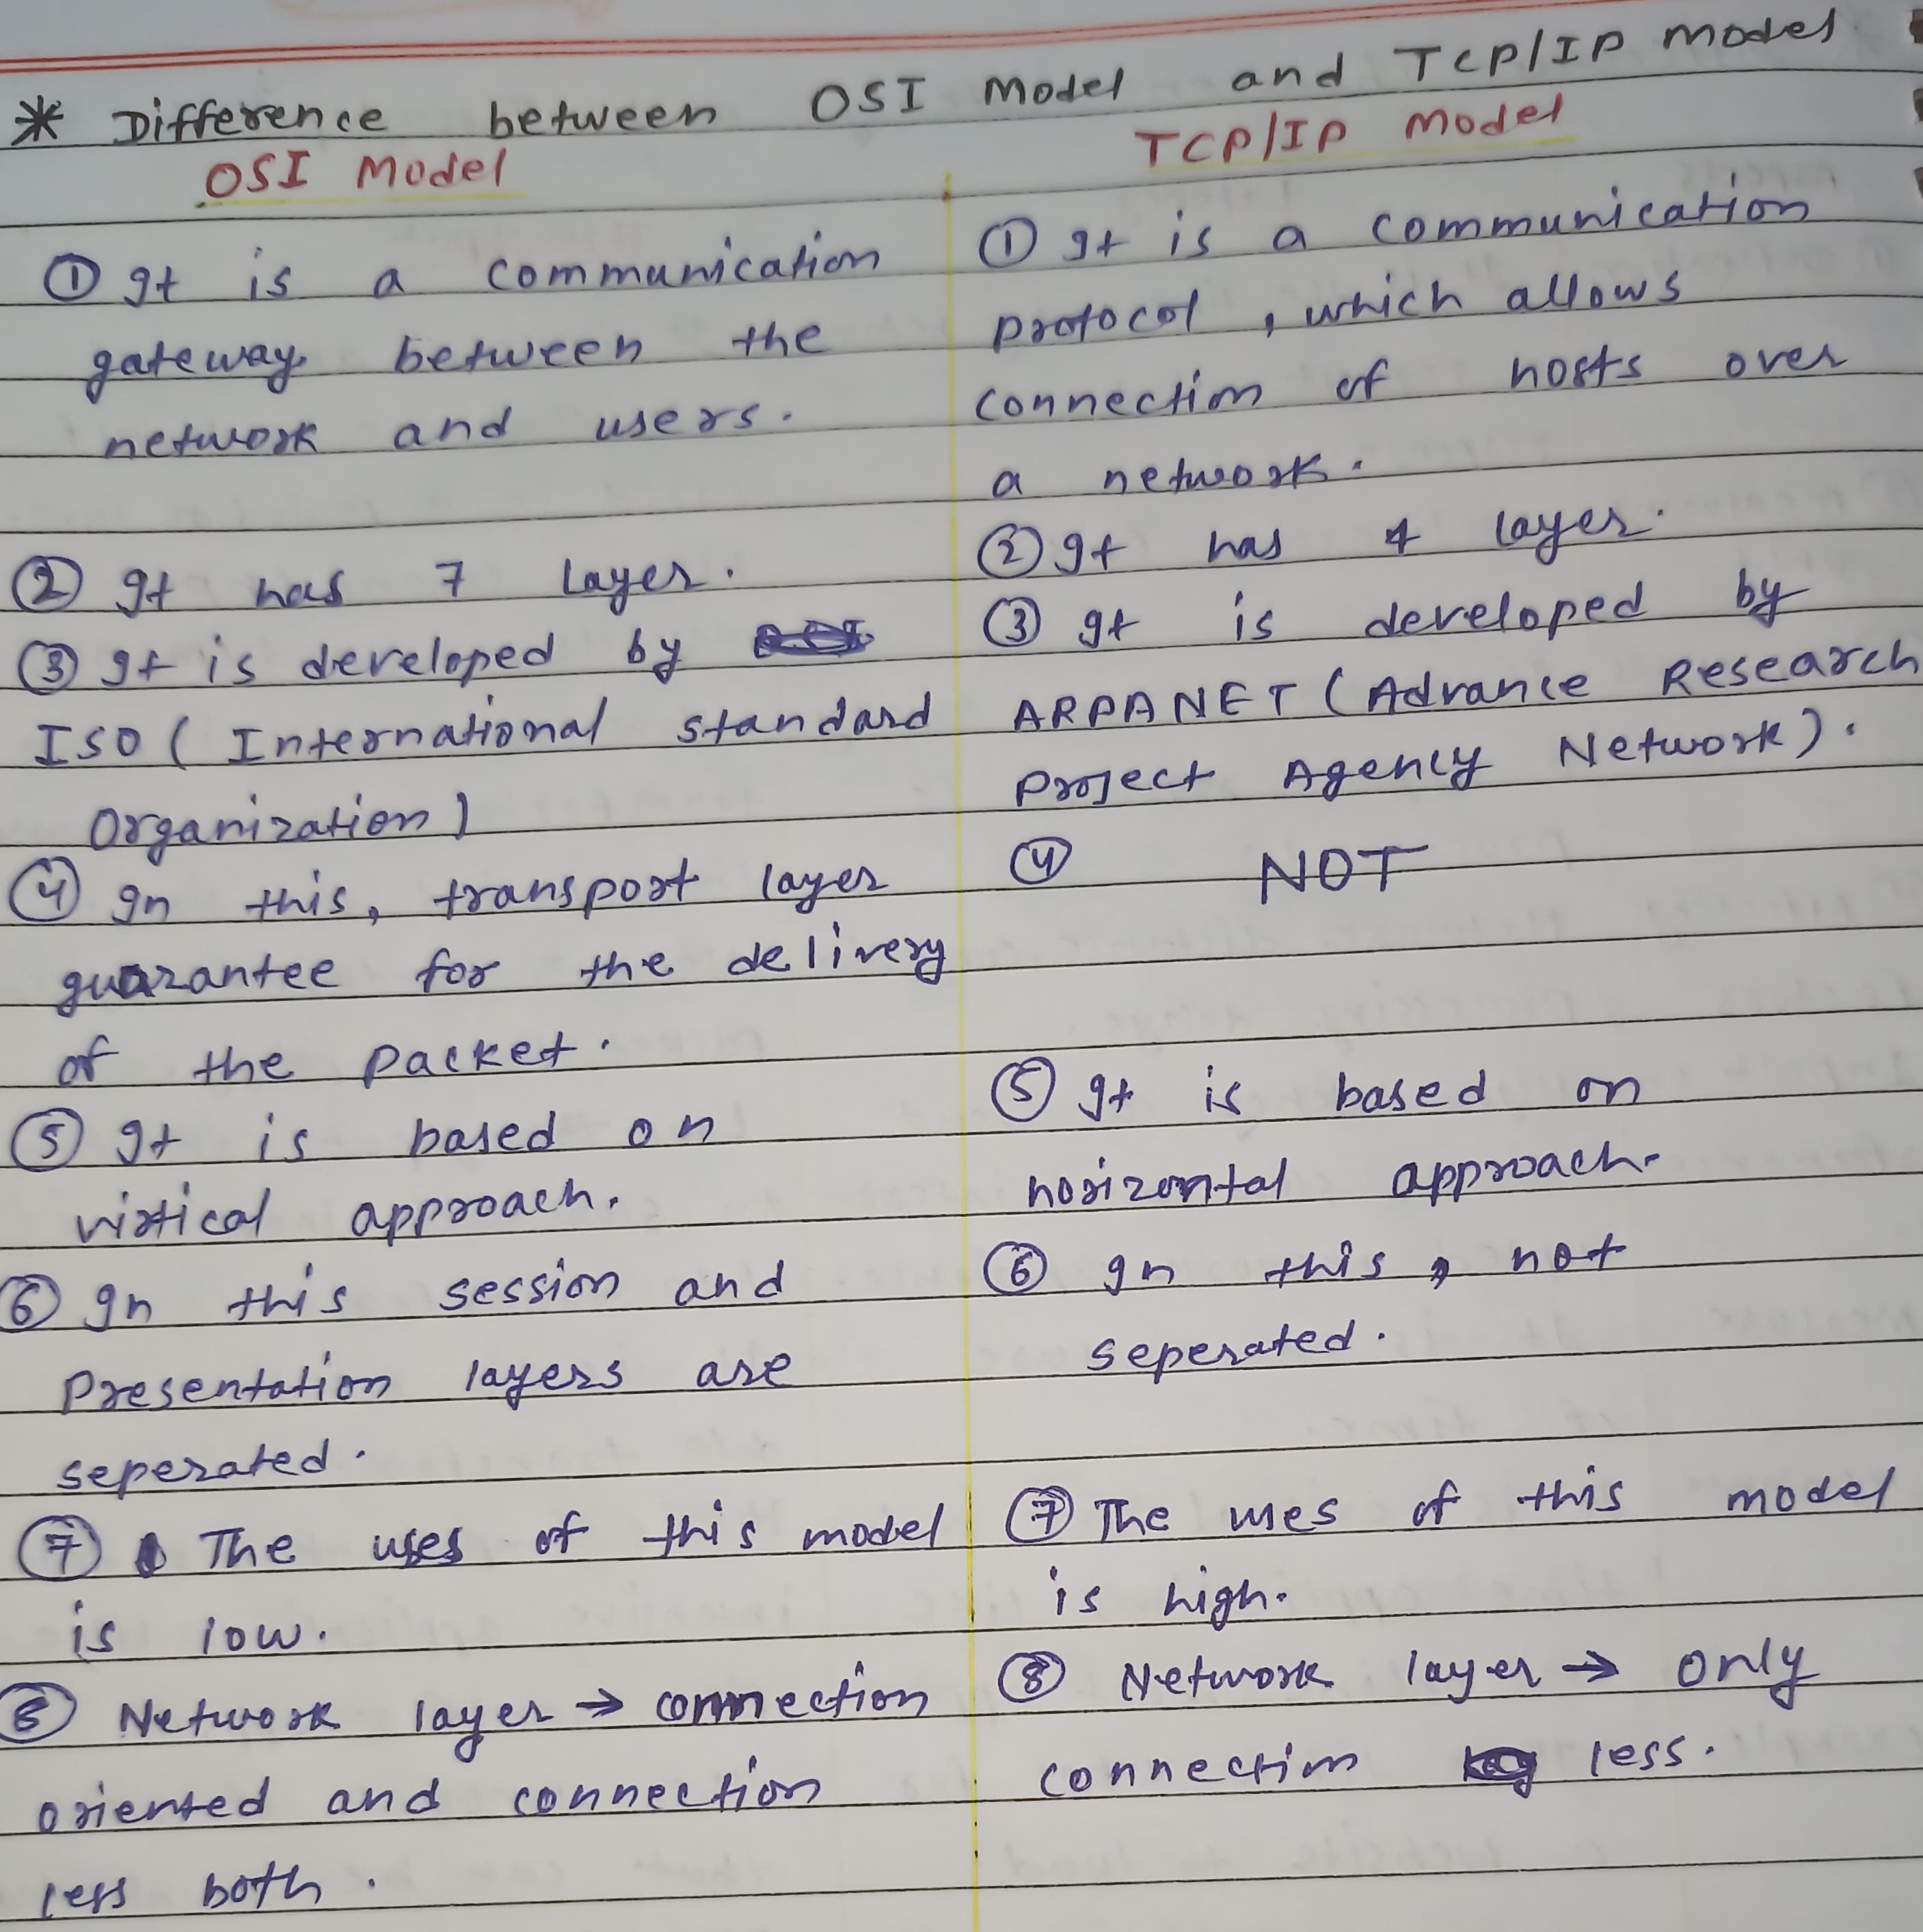 * Difference between OSI Model and TCP/IP Model
OSI Model
① It is a communication
gateway between the
network and users.
② It has 7 Layer.
③ It is developed by
ISO ( International standard
Organization )
④ In this, transport layer
guarantee for the delivery
of the packet.
⑤ It is based on
virtical approach.
⑥ In this session and
Presentation layers are
seperated.
⑦ The uses of this model
is low.
⑧ Network layer → connection
oriented and connection
less both.
TCP/IP Model
① It is a communication
protocol , which allows
connection of hosts over
a network.
② It has 4 layer.
③ It is developed by
ARPANET ( Advance Research
Project Agency Network ).
④ NOT
⑤ It is based on
horizontal approach.
⑥ In this , not
seperated.
⑦ The uses of this model
is high.
⑧ Network layer → only
connection less.